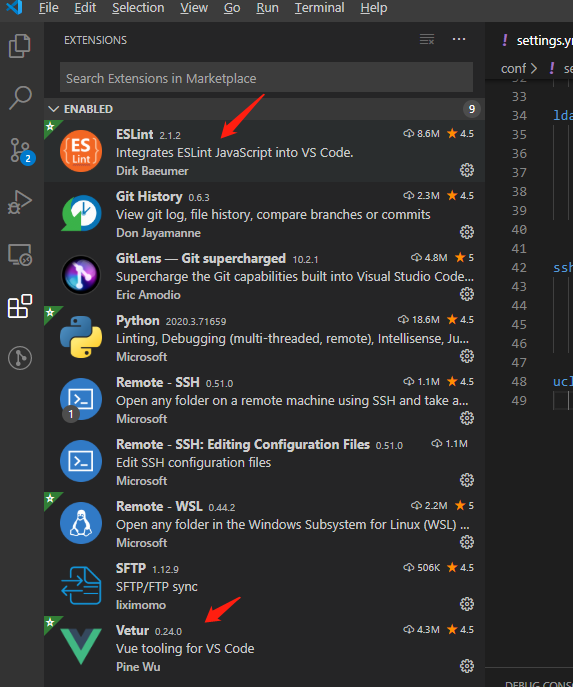 File Edit Selection View Go Run Terminal Help
EXTENSIONS
settings.y
Search Extensions in Marketplace
conf
ENABLED 9
33
ESLint 2.1.2 8.6M 4.5
34
Integrates ESLint JavaScript into VS Code.
35
Dirk Baeumer
36
37
Git History 0.6.3 2.3M 4.5
38
View git log, file history, compare branches or commits
39
Don Jayamanne
40
41
GitLens — Git supercharged 10.2.1 4.8M 5
42 ssh
Supercharge the Git capabilities built into Visual Studio Code...
43
Eric Amodio
44
45
Python 2020.3.71659 18.6M 4.5
46
Linting, Debugging (multi-threaded, remote), Intellisense, Ju...
47
Microsoft
48
Remote - SSH 0.51.0 1.1M 4.5
49
Open any folder on a remote machine using SSH and take a...
1
Microsoft
Remote - SSH: Editing Configuration Files 0.51.0 1.1M
Edit SSH configuration files
Microsoft
Remote - WSL 0.44.2 2.2M 5
Open any folder in the Windows Subsystem for Linux (WSL) ...
Microsoft
SFTP 1.12.9 506K 4.5
SFTP/FTP sync
liximomo
Vetur 0.24.0 4.3M 4.5
Vue tooling for VS Code
Pine Wu
2
ES
Lint
DEBUG CONS